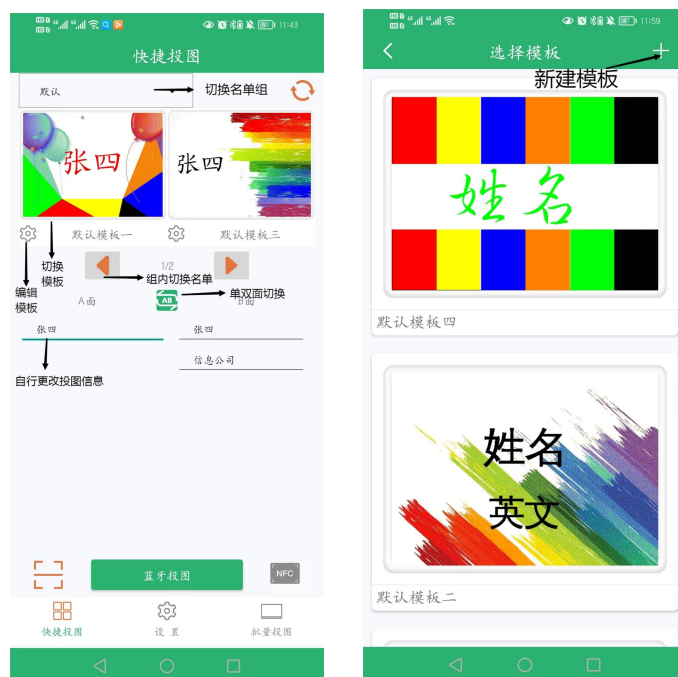 11:43
快捷投图
默认
切换名单组
张四
张四
默认模板一
默认模板三
切换
模板
1/2
组内切换名单
编辑
模板
A面
AB
单双面切换
B面
张四
张四
信息公司
自行更改投图信息
蓝牙投图
NFC
快捷投图
设置
批量投图
11:59
选择模板
新建模板
姓名
默认模板四
姓名
英文
默认模板二